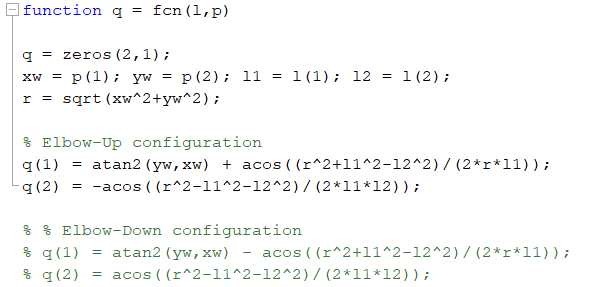 function q = fcn(l,p)
q = zeros(2,1);
xw = p(1); yw = p(2); l1 = l(1); l2 = l(2);
r = sqrt(xw^2+yw^2);
% Elbow-Up configuration
q(1) = atan2(yw,xw) + acos((r^2+l1^2-l2^2)/(2*r*l1));
q(2) = -acos((r^2-l1^2-l2^2)/(2*l1*l2));
% % Elbow-Down configuration
% q(1) = atan2(yw,xw) - acos((r^2+l1^2-l2^2)/(2*r*l1));
% q(2) = acos((r^2-l1^2-l2^2)/(2*l1*l2));